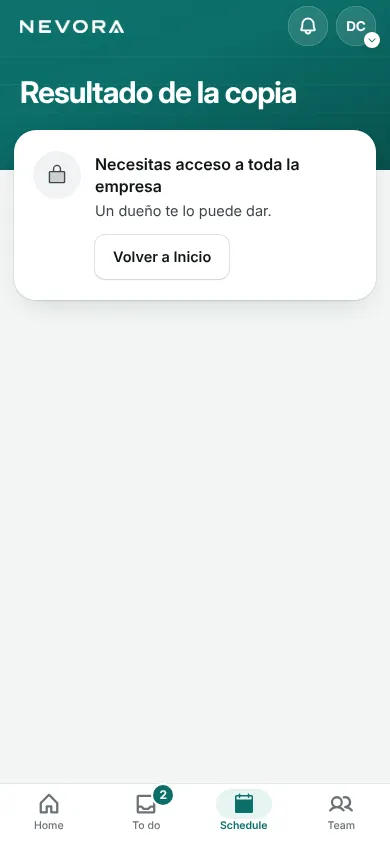 NEVORA
DC
Resultado de la copia
Necesitas acceso a toda la
empresa
Un dueño te lo puede dar.
Volver a Inicio
2
Home
To do
Schedule
Team